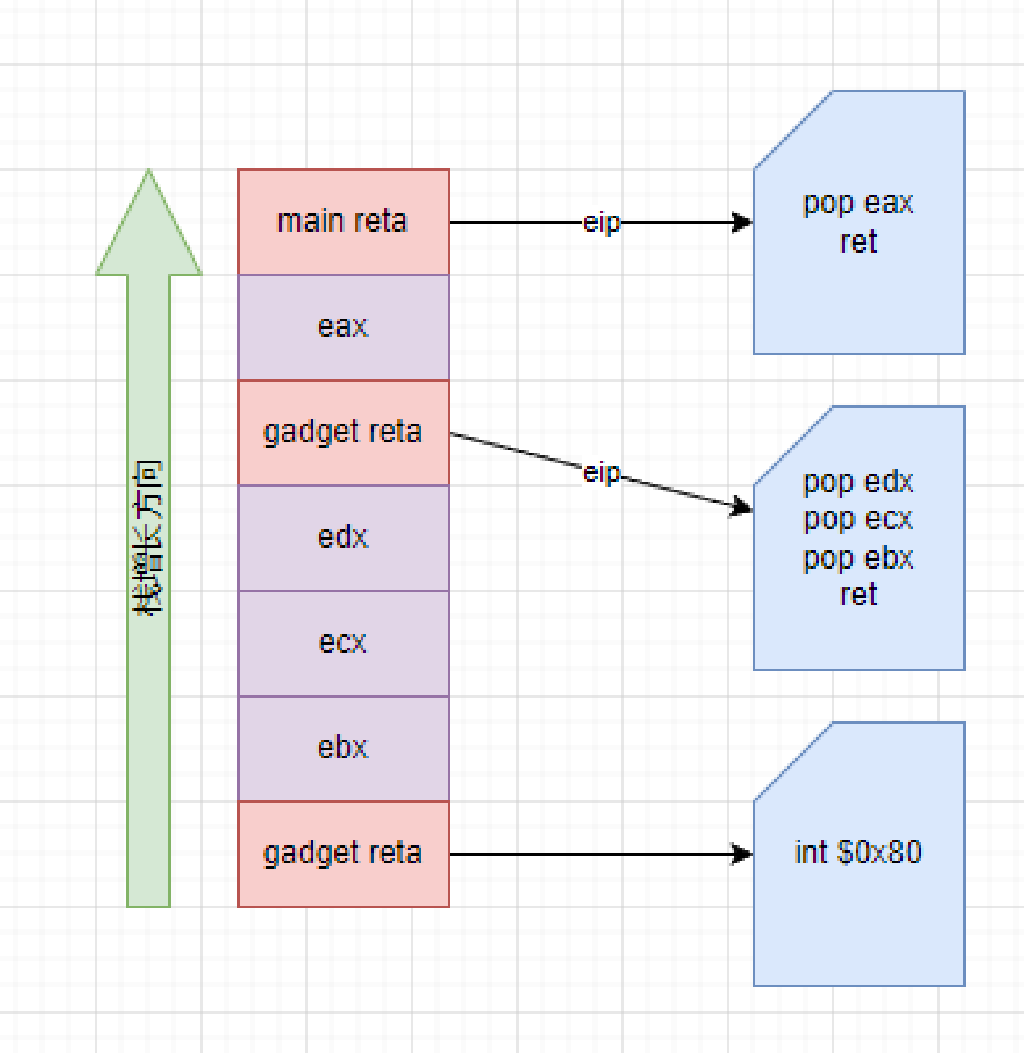 main reta
eip
pop eax
ret
eax
gadget reta
eip
pop edx
pop ecx
pop ebx
ret
edx
栈增长方向
ecx
ebx
gadget reta
int $0x80